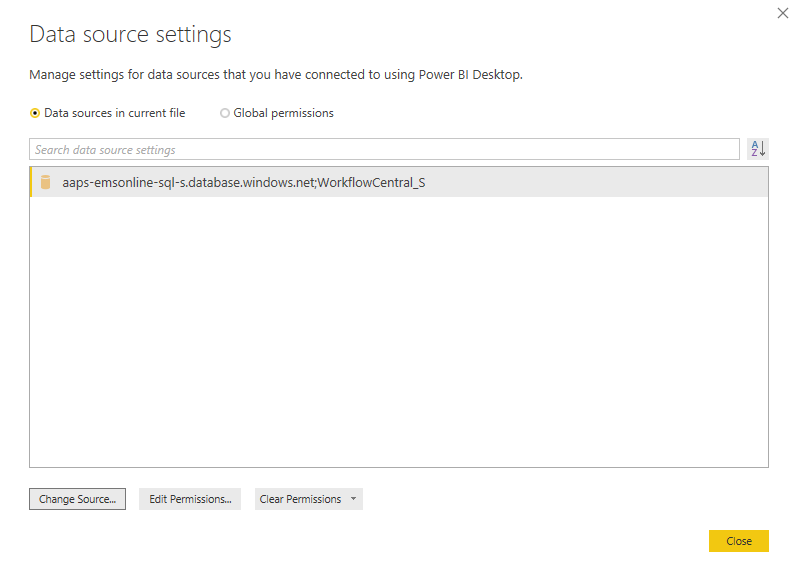 Data source settings
Manage settings for data sources that you have connected to using Power BI Desktop.
Data sources in current file Global permissions
Search data source settings
aaps-emsonline-sql-s.database.windows.net;WorkflowCentral_S
Change Source... Edit Permissions... Clear Permissions
Close